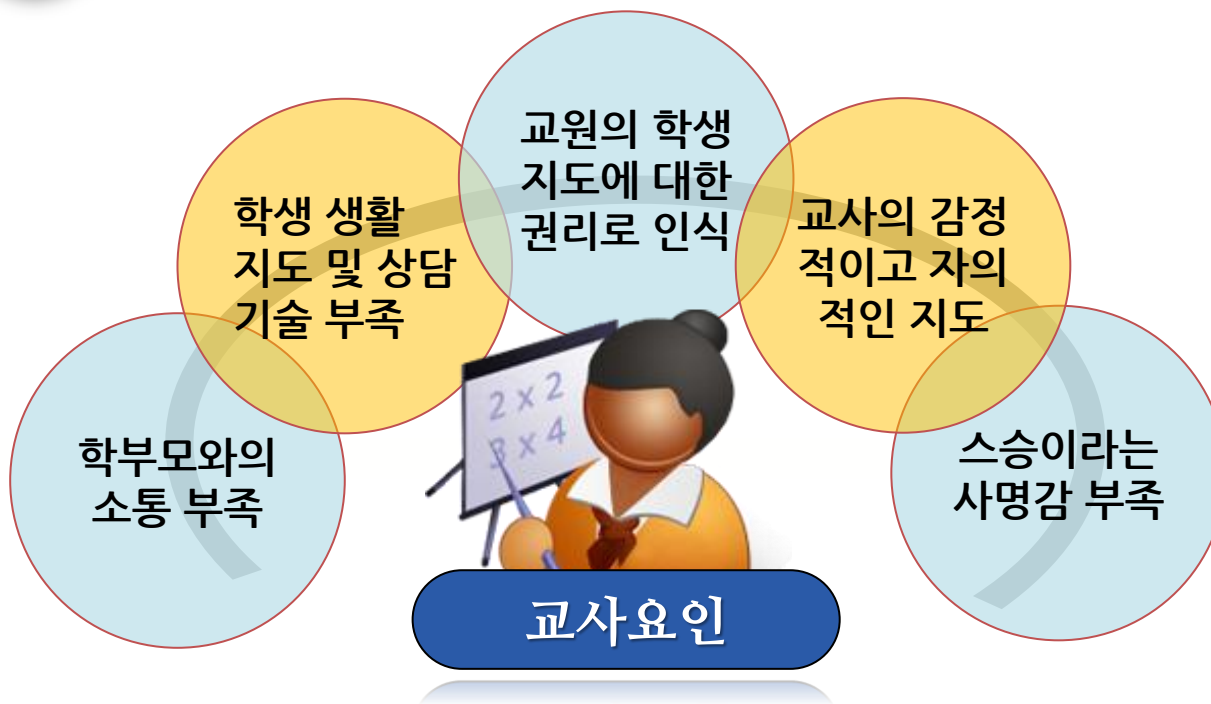 교원의 학생
지도에 대한
권리로 인식
학생 생활
지도 및 상담
기술 부족
교사의 감정
적이고 자의
적인 지도
학부모와의
소통 부족
스승이라는
사명감 부족
2 x 2
3 x 4
교사요인